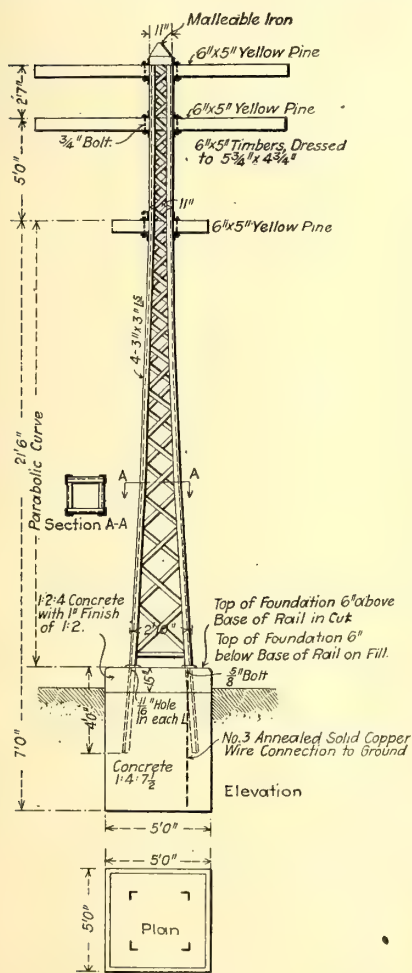 Malleable Iron
11"
6"x5" Yellow Pine
2'7"
6"x5" Yellow Pine
3/4" Bolt.
6"x5" Timbers, Dressed
to 5 3/4" x 4 3/4"
5'0"
11"
6"x5" Yellow Pine
4-3"x3" Ls
21'6"
Parabolic Curve
A
A
Section A-A
1:2:4 Concrete
with 1" Finish
of 1:2.
Top of Foundation 6" above
Base of Rail in Cut
Top of Foundation 6"
below Base of Rail on Fill.
5/8" Bolt
15"
11/16" Hole
in each L
4'0"
7'0"
No.3 Annealed Solid Copper
Wire Connection to Ground
Concrete
1:4:7 1/2
Elevation
5'0"
5'0"
5'0"
Plan